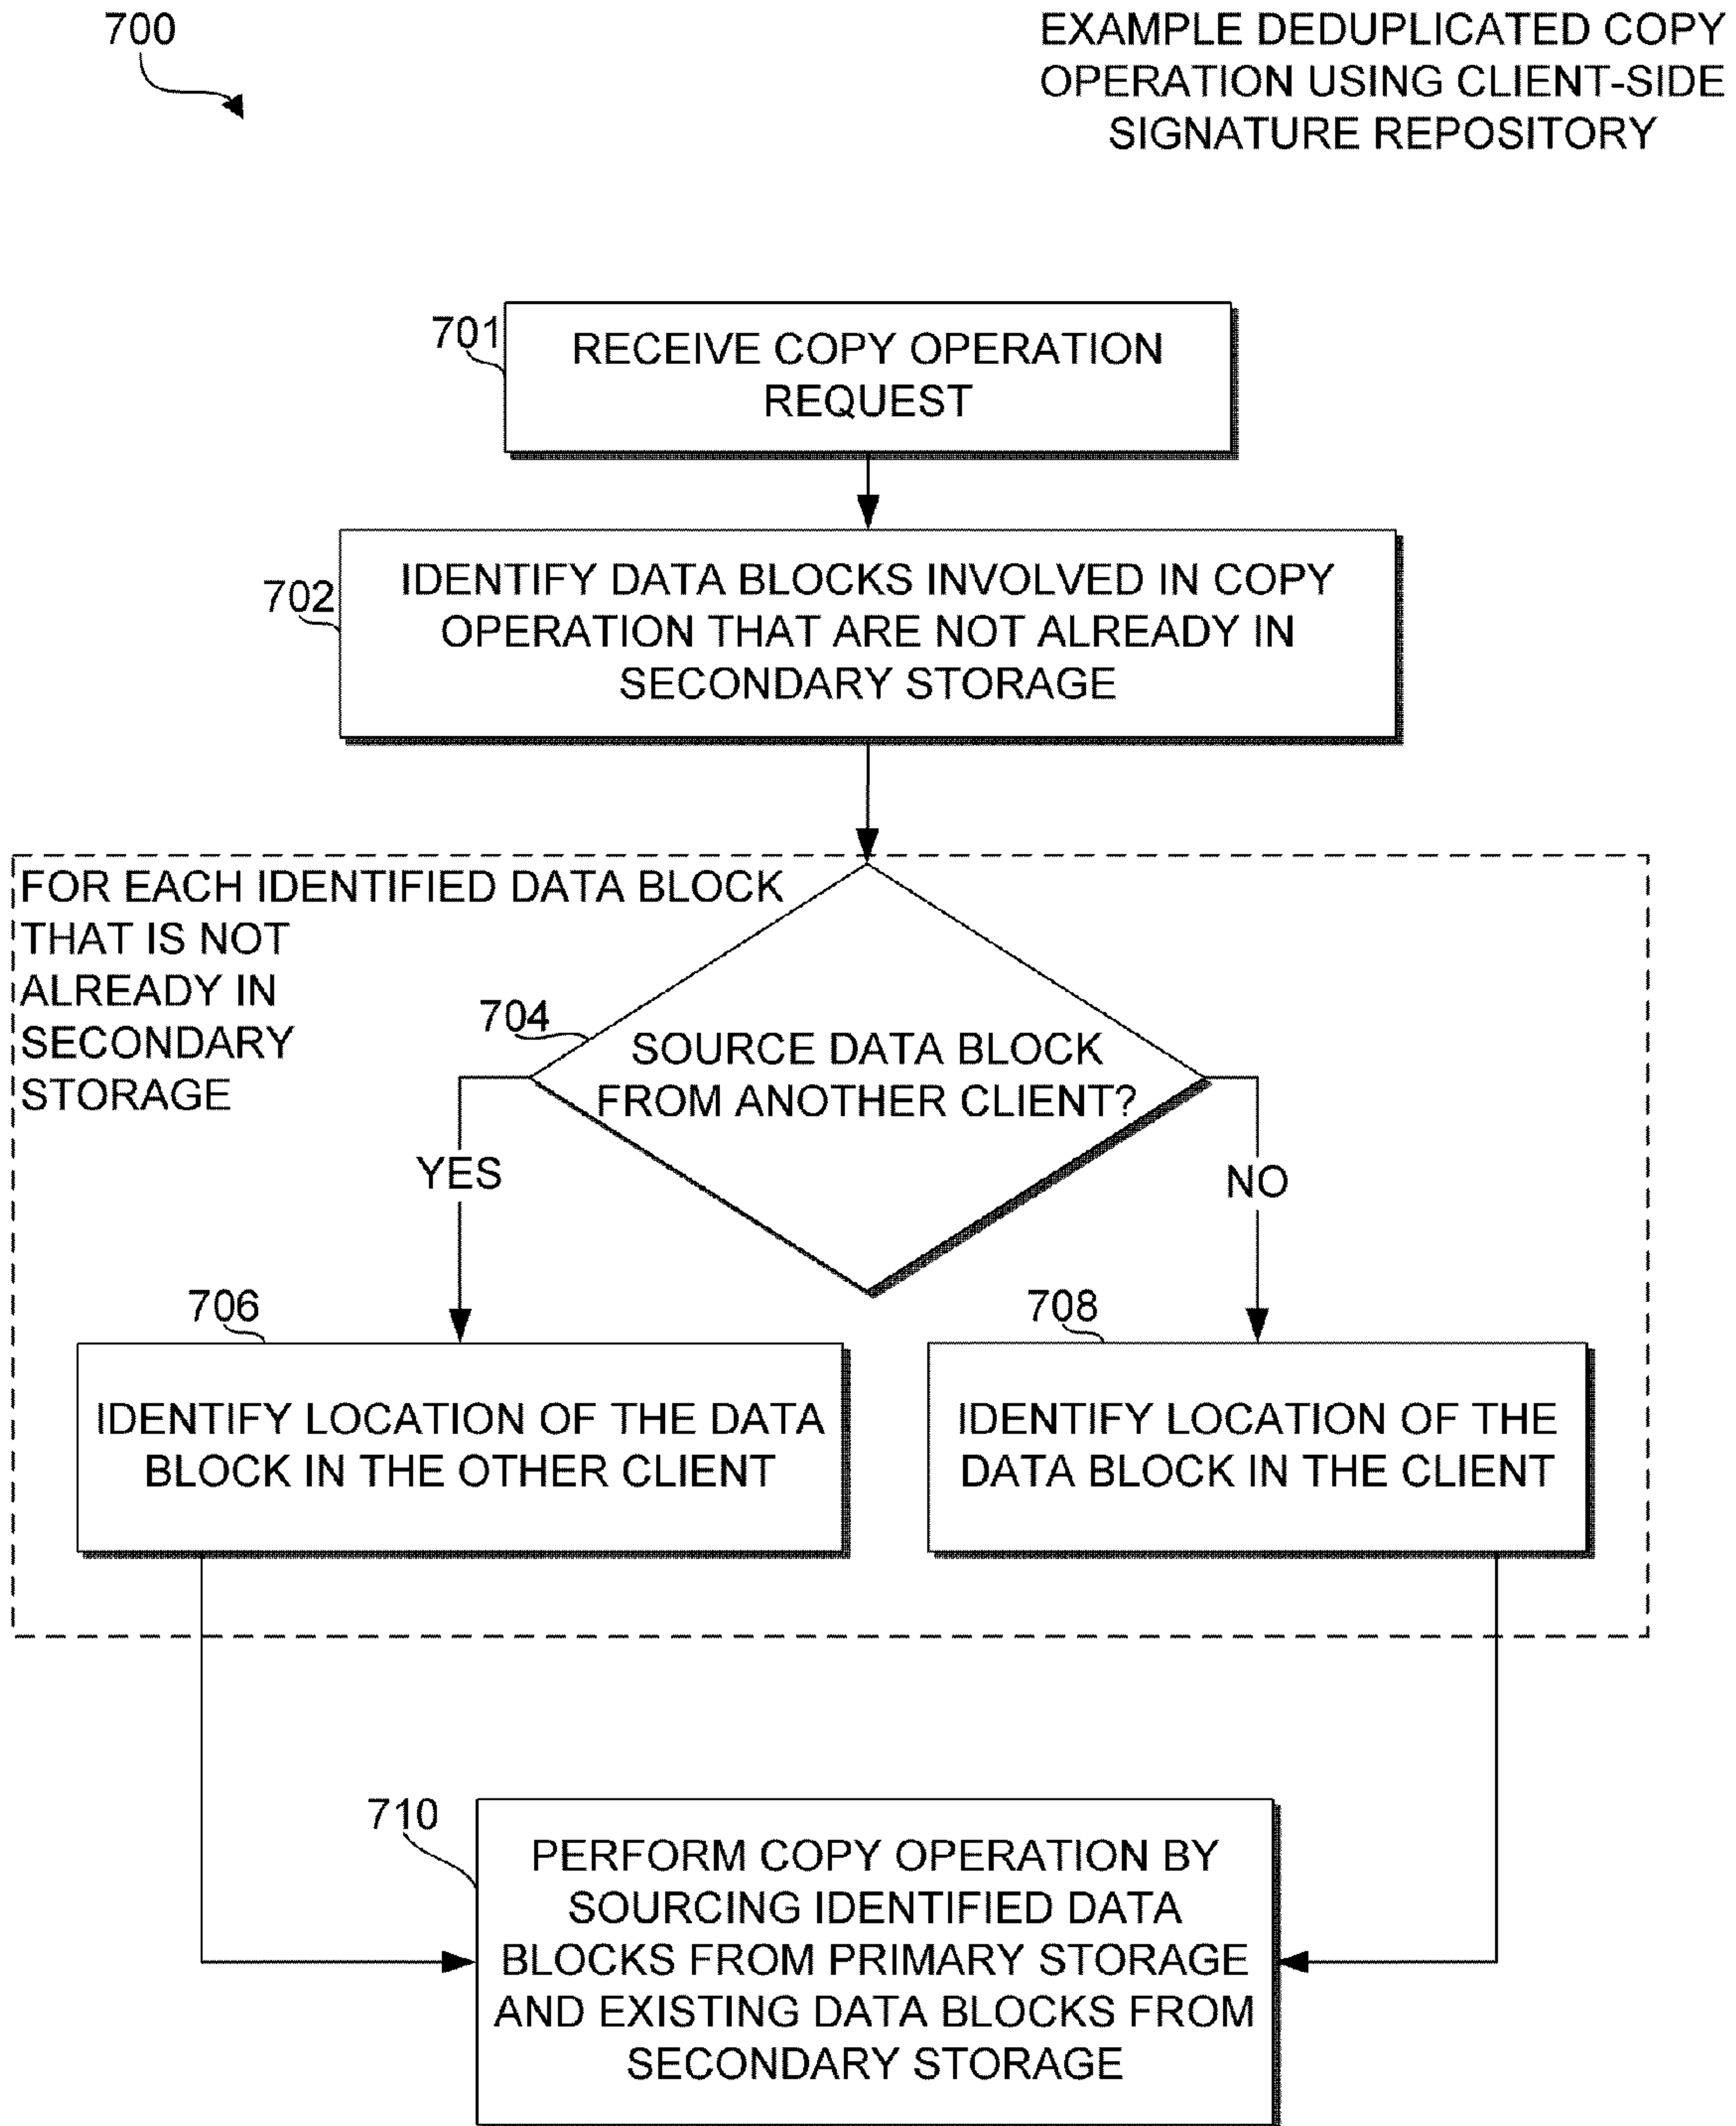 700
EXAMPLE DEDUPLICATED COPY
OPERATION USING CLIENT-SIDE
SIGNATURE REPOSITORY
701
RECEIVE COPY OPERATION
REQUEST
702
IDENTIFY DATA BLOCKS INVOLVED IN COPY
OPERATION THAT ARE NOT ALREADY IN
SECONDARY STORAGE
FOR EACH IDENTIFIED DATA BLOCK
THAT IS NOT
ALREADY IN
SECONDARY
STORAGE
704
SOURCE DATA BLOCK
FROM ANOTHER CLIENT?
YES
NO
706
IDENTIFY LOCATION OF THE DATA
BLOCK IN THE OTHER CLIENT
708
IDENTIFY LOCATION OF THE
DATA BLOCK IN THE CLIENT
710
PERFORM COPY OPERATION BY
SOURCING IDENTIFIED DATA
BLOCKS FROM PRIMARY STORAGE
AND EXISTING DATA BLOCKS FROM
SECONDARY STORAGE